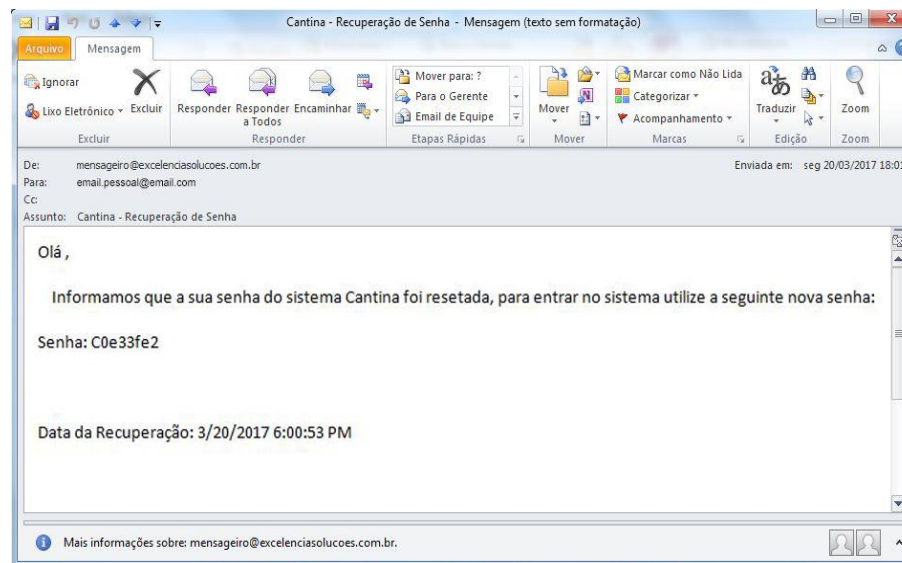 Cantina - Recuperação de Senha - Mensagem (texto sem formatação)
Arquivo Mensagem
Ignorar
Lixo Eletrônico
Excluir
Responder
Responder a Todos
Encaminhar
Mover para: ?
Para o Gerente
Email de Equipe
Mover
Marcar como Não Lida
Categorizar
Acompanhamento
Traduzir
Zoom
Excluir Responder Etapas Rápidas Mover Marcas Edição Zoom
De: mensageiro@excelenciasolucoes.com.br Enviada em: seg 20/03/2017 18:01
Para: email.pessoal@email.com
Cc:
Assunto: Cantina - Recuperação de Senha
Olá ,
Informamos que a sua senha do sistema Cantina foi resetada, para entrar no sistema utilize a seguinte nova senha:
Senha: C0e33fe2
Data da Recuperação: 3/20/2017 6:00:53 PM
Mais informações sobre: mensageiro@excelenciasolucoes.com.br.